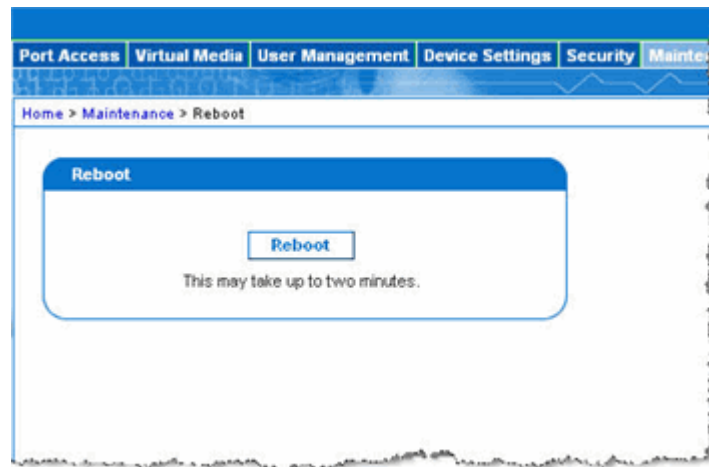 Port Access Virtual Media User Management Device Settings Security
Home > Maintenance > Reboot
Reboot
Reboot
This may take up to two minutes.